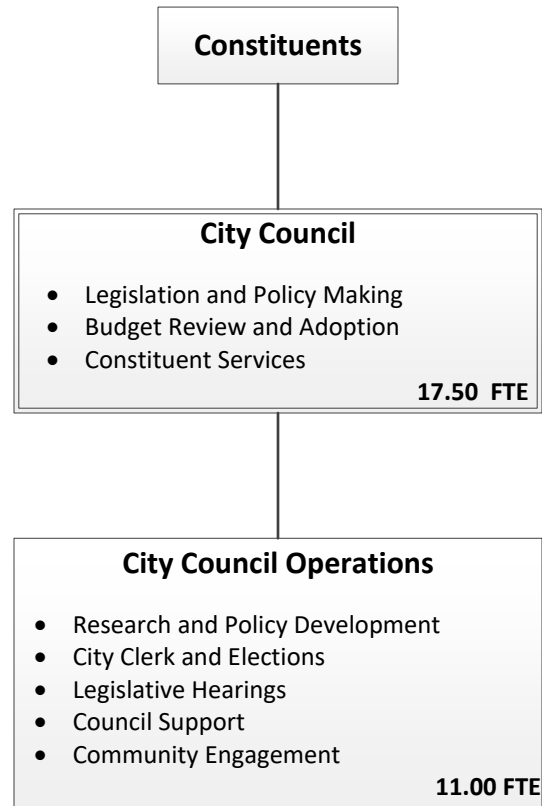 Constituents
City Council
• Legislation and Policy Making
• Budget Review and Adoption
• Constituent Services
17.50 FTE
City Council Operations
• Research and Policy Development
• City Clerk and Elections
• Legislative Hearings
• Council Support
• Community Engagement
11.00 FTE